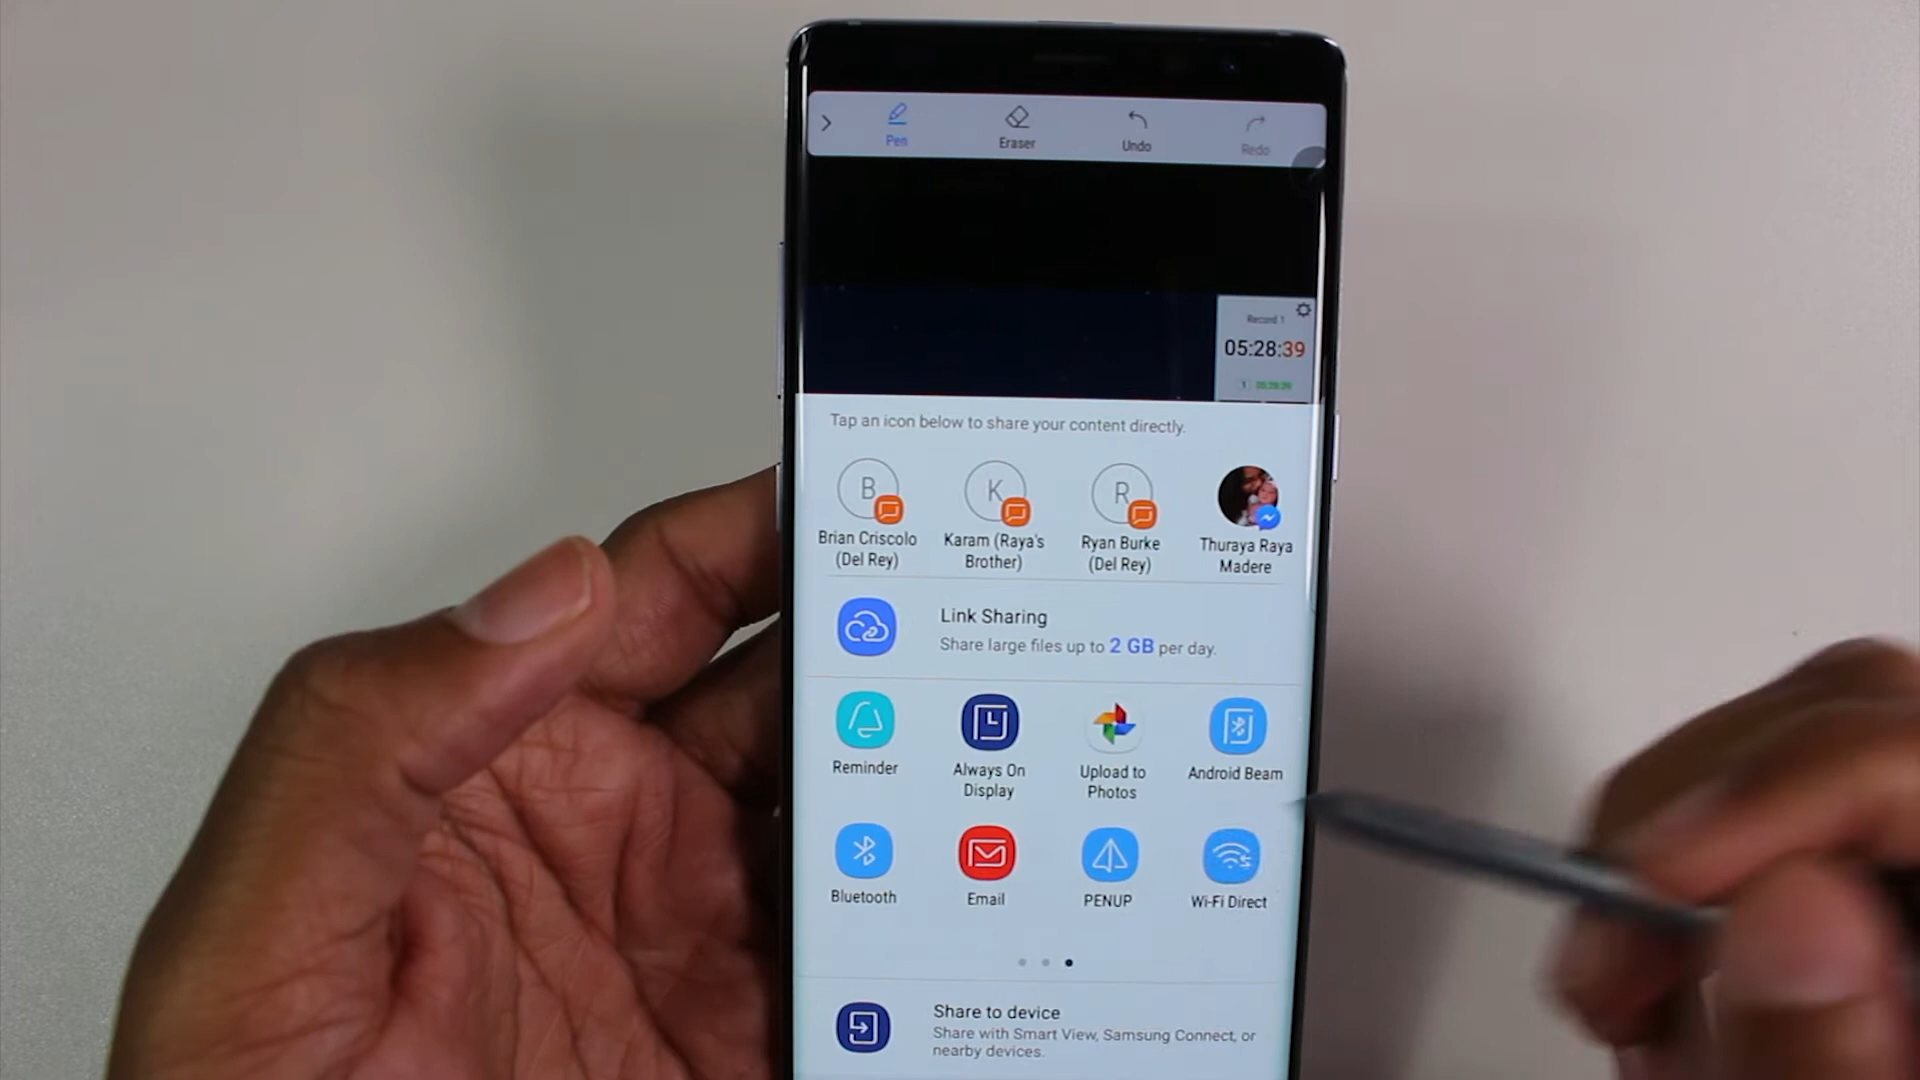 Pen
Eraser
Undo
Redo
Record 1
05:28:39
1
Tap an icon below to share your content directly.
B
K
R
Brian Criscolo
(Del Rey)
Karam (Raya's
Brother)
Ryan Burke
(Del Rey)
Thuraya Raya
Madere
Link Sharing
Share large files up to 2 GB per day.
Reminder
Always On
Display
Upload to
Photos
Android Beam
Bluetooth
Email
PENUP
Wi-Fi Direct
Share to device
Share with Smart View, Samsung Connect, or
nearby devices.